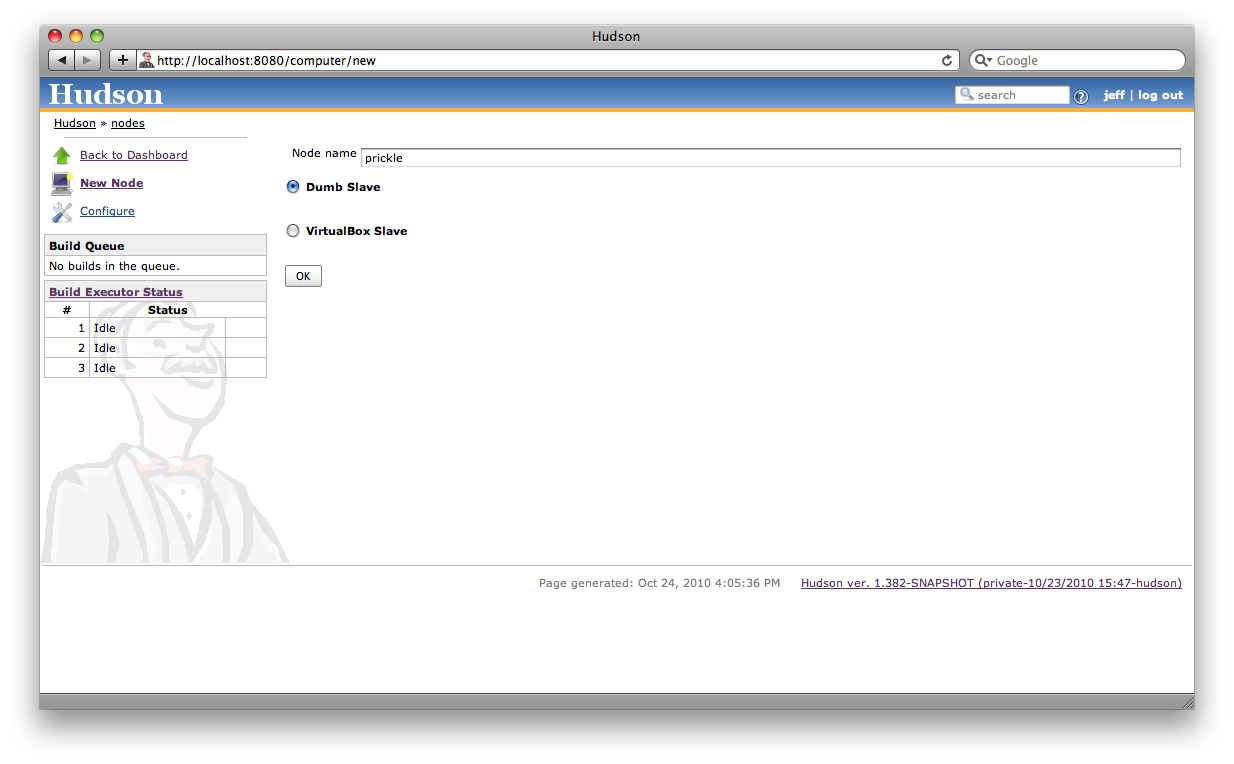 Hudson
http://localhost:8080/computer/new
Google
Hudson
search
jeff | log out
Hudson » nodes
Back to Dashboard
New Node
Configure
Build Queue
No builds in the queue.
Build Executor Status
# Status
1 Idle
2 Idle
3 Idle
Node name prickle
Dumb Slave
VirtualBox Slave
OK
Page generated: Oct 24, 2010 4:05:36 PM Hudson ver. 1.382-SNAPSHOT (private-10/23/2010 15:47-hudson)